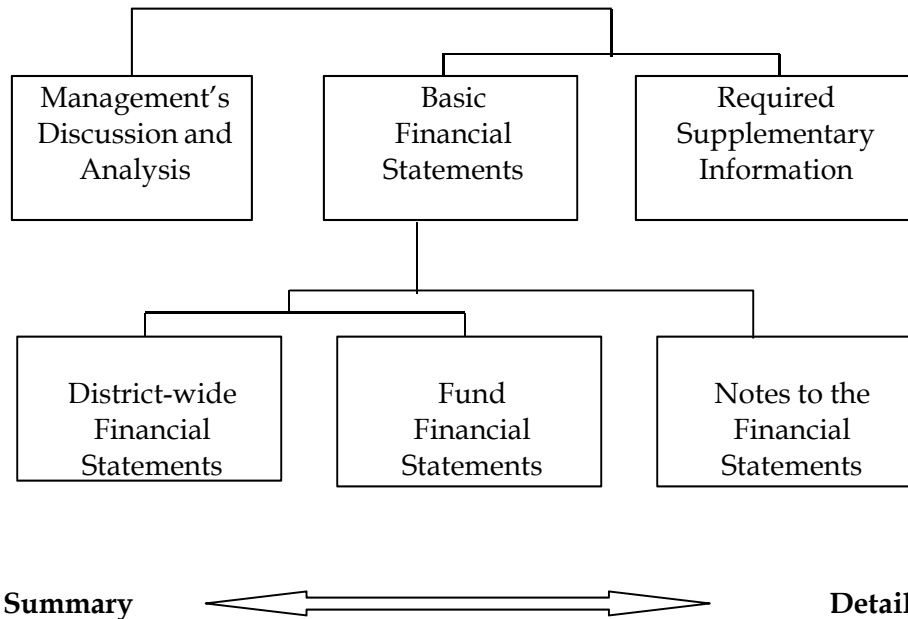 Management’s
Discussion and
Analysis
Basic
Financial
Statements
Required
Supplementary
Information
District-wide
Financial
Statements
Fund
Financial
Statements
Notes to the
Financial
Statements
Summary
Detail